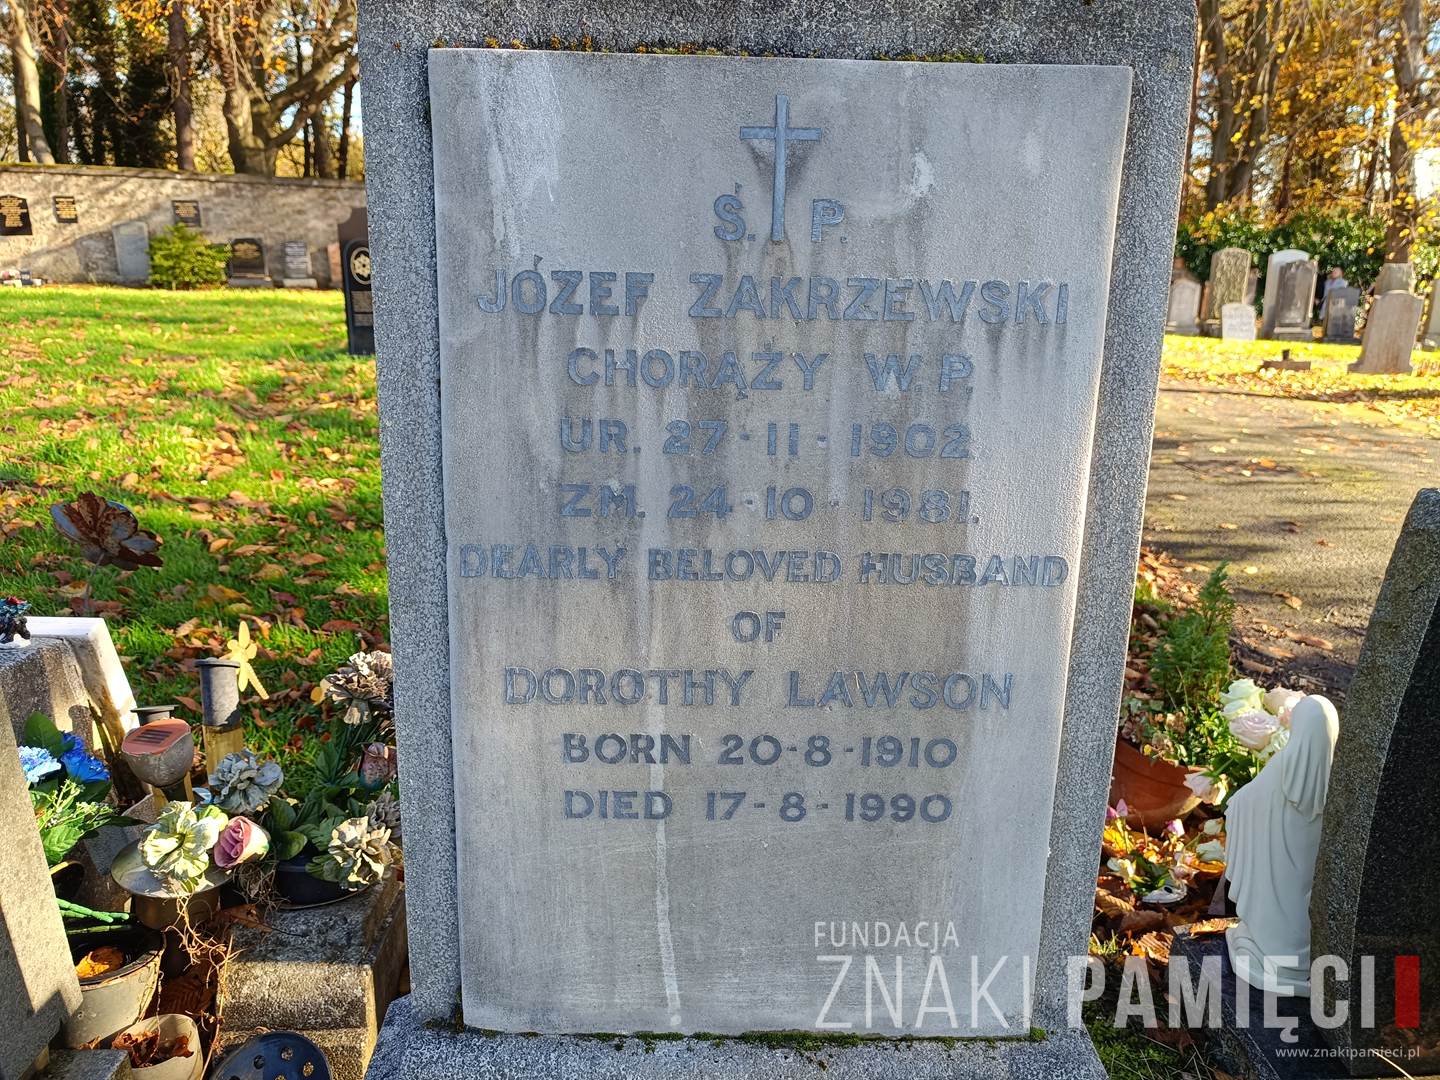 Ś. P.
JÓZEF ZAKRZEWSKI
CHORĄŻY W.P.
UR. 27-11-1902
ZM. 24-10-1981.
DEARLY BELOVED HUSBAND
OF
DOROTHY LAWSON
BORN 20-8-1910
DIED 17-8-1990
FUNDACJA
ZNAKI PAMIĘCI
www.znakipamieci.pl